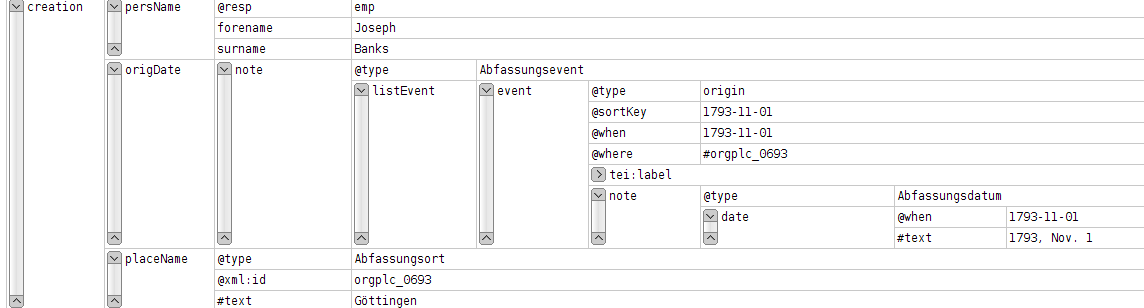 creation persName @resp emp
forename Joseph
surname Banks
origDate note @type Abfassungsevent
listEvent event @type origin
@sortKey 1793-11-01
@when 1793-11-01
@where #orgplc_0693
tei:label
note @type Abfassungsdatum
date @when 1793-11-01
#text 1793, Nov. 1
placeName @type Abfassungsort
@xml:id orgplc_0693
#text Göttingen